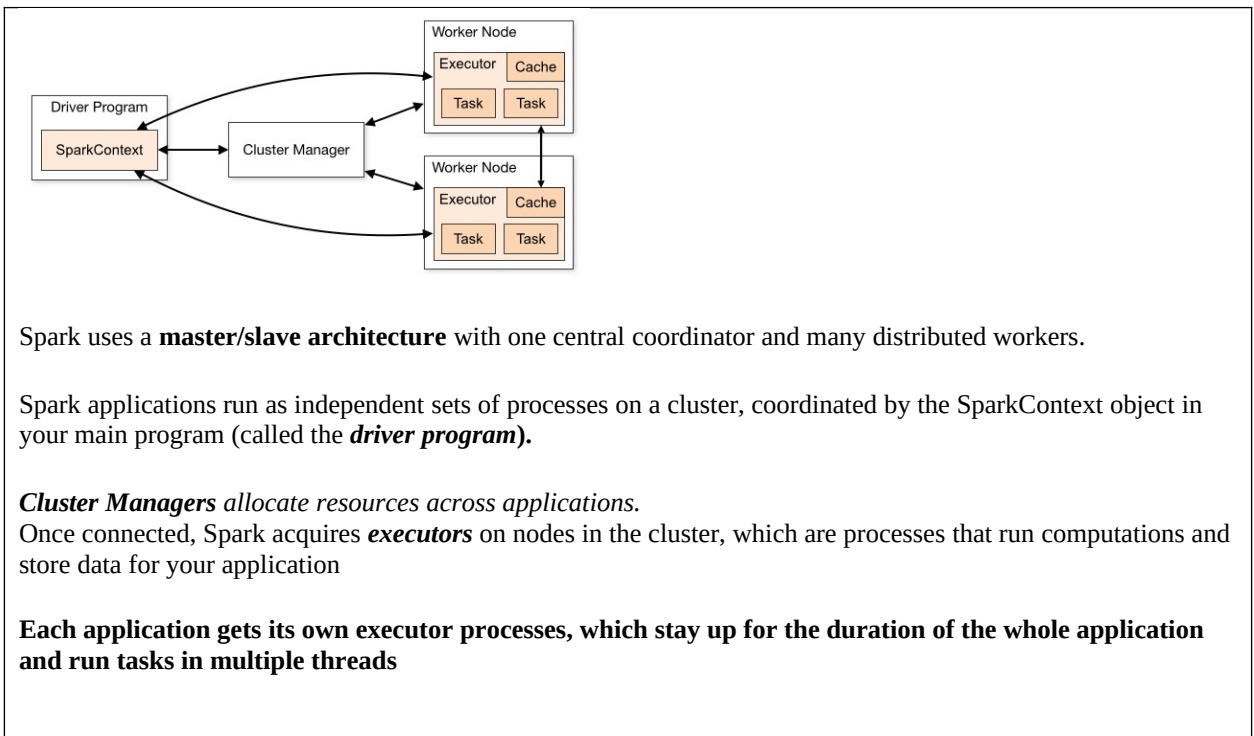 Worker Node
Executor Cache
Task Task
Driver Program
SparkContext
Cluster Manager
Worker Node
Executor Cache
Task Task
Spark uses a master/slave architecture with one central coordinator and many distributed workers.
Spark applications run as independent sets of processes on a cluster, coordinated by the SparkContext object in
your main program (called the driver program).
Cluster Managers allocate resources across applications.
Once connected, Spark acquires executors on nodes in the cluster, which are processes that run computations and
store data for your application
Each application gets its own executor processes, which stay up for the duration of the whole application
and run tasks in multiple threads